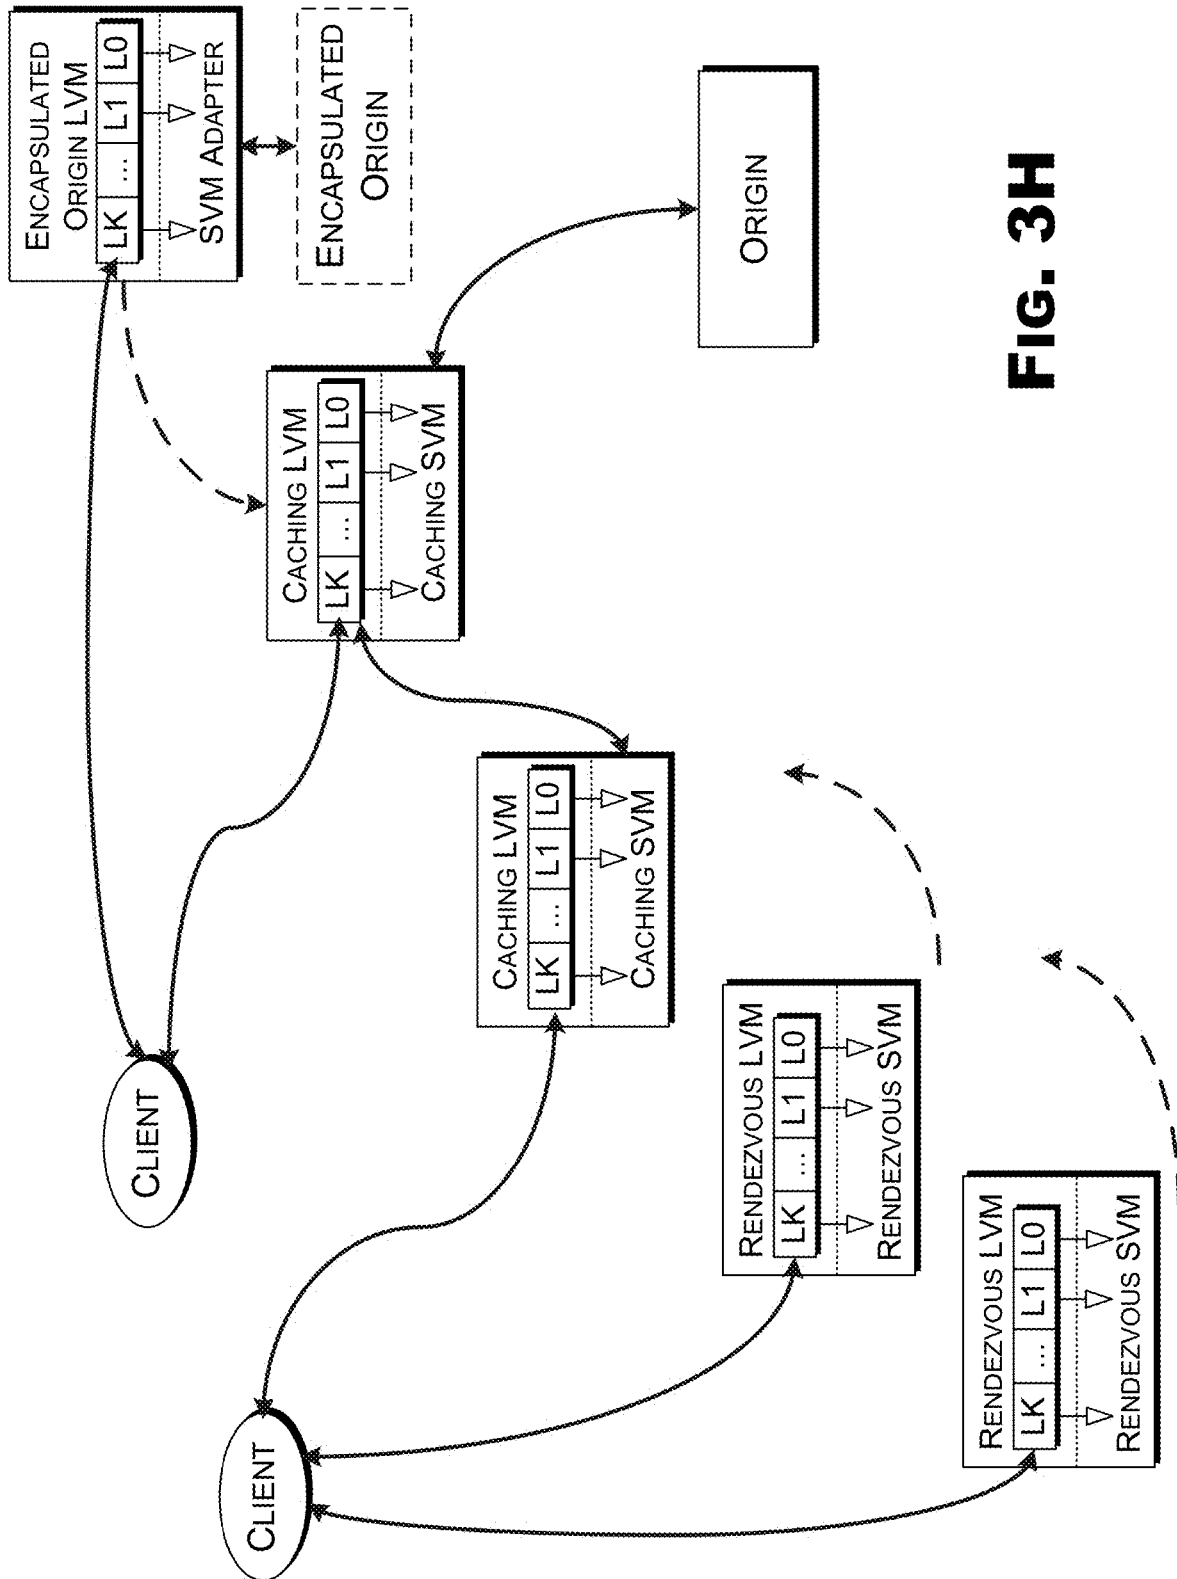 CLIENT
CLIENT
ENCAPSULATED
ORIGIN LVM
LK ... L1 L0
SVM ADAPTER
ENCAPSULATED
ORIGIN
CACHING LVM
LK ... L1 L0
CACHING SVM
ORIGIN
CACHING LVM
LK ... L1 L0
CACHING SVM
RENDEZVOUS LVM
LK ... L1 L0
RENDEZVOUS SVM
RENDEZVOUS LVM
LK ... L1 L0
RENDEZVOUS SVM
FIG. 3H